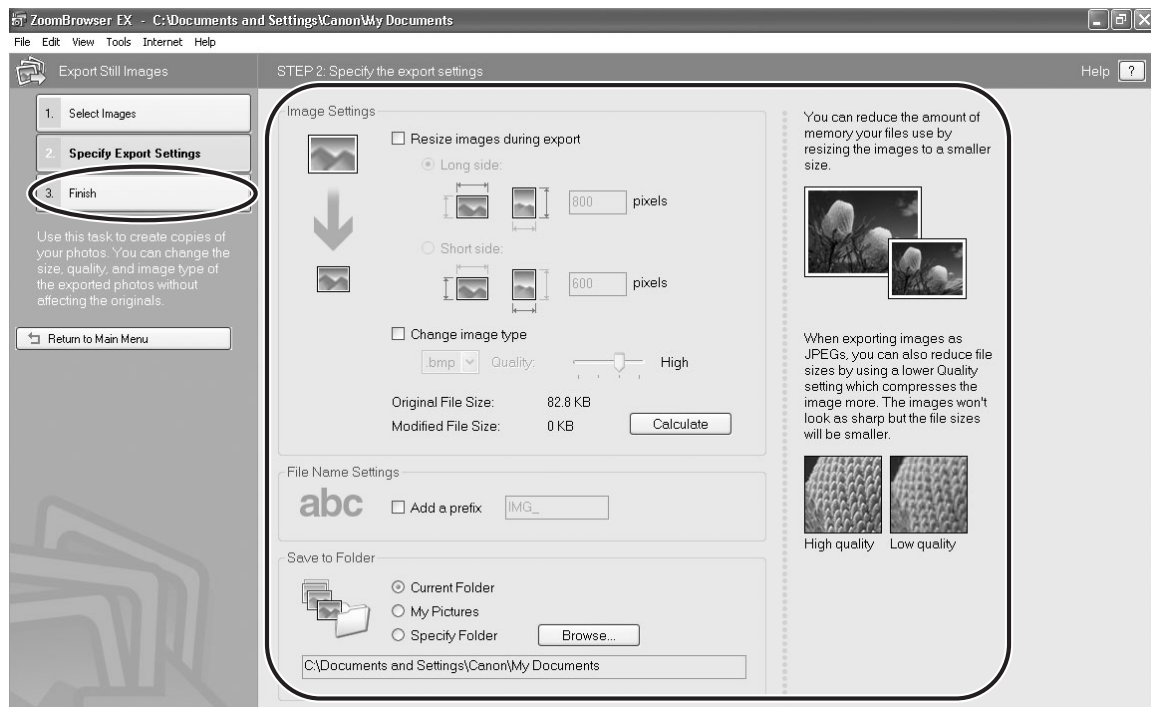 ZoomBrowser EX - C:\Documents and Settings\Canon\My Documents
File Edit View Tools Internet Help
Export Still Images
STEP 2: Specify the export settings
Help ?
1. Select Images
2. Specify Export Settings
3. Finish
Use this task to create copies of
your photos. You can change the
size, quality, and image type of
the exported photos without
affecting the originals.
Return to Main Menu
Image Settings
Resize images during export
Long side:
800 pixels
Short side:
600 pixels
Change image type
.bmp Quality: High
Original File Size: 82.8 KB
Modified File Size: 0 KB Calculate
File Name Settings
abc Add a prefix IMG_
Save to Folder
Current Folder
My Pictures
Specify Folder Browse...
C:\Documents and Settings\Canon\My Documents
You can reduce the amount of
memory your files use by
resizing the images to a smaller
size.
When exporting images as
JPEGs, you can also reduce file
sizes by using a lower Quality
setting which compresses the
image more. The images won't
look as sharp but the file sizes
will be smaller.
High quality Low quality